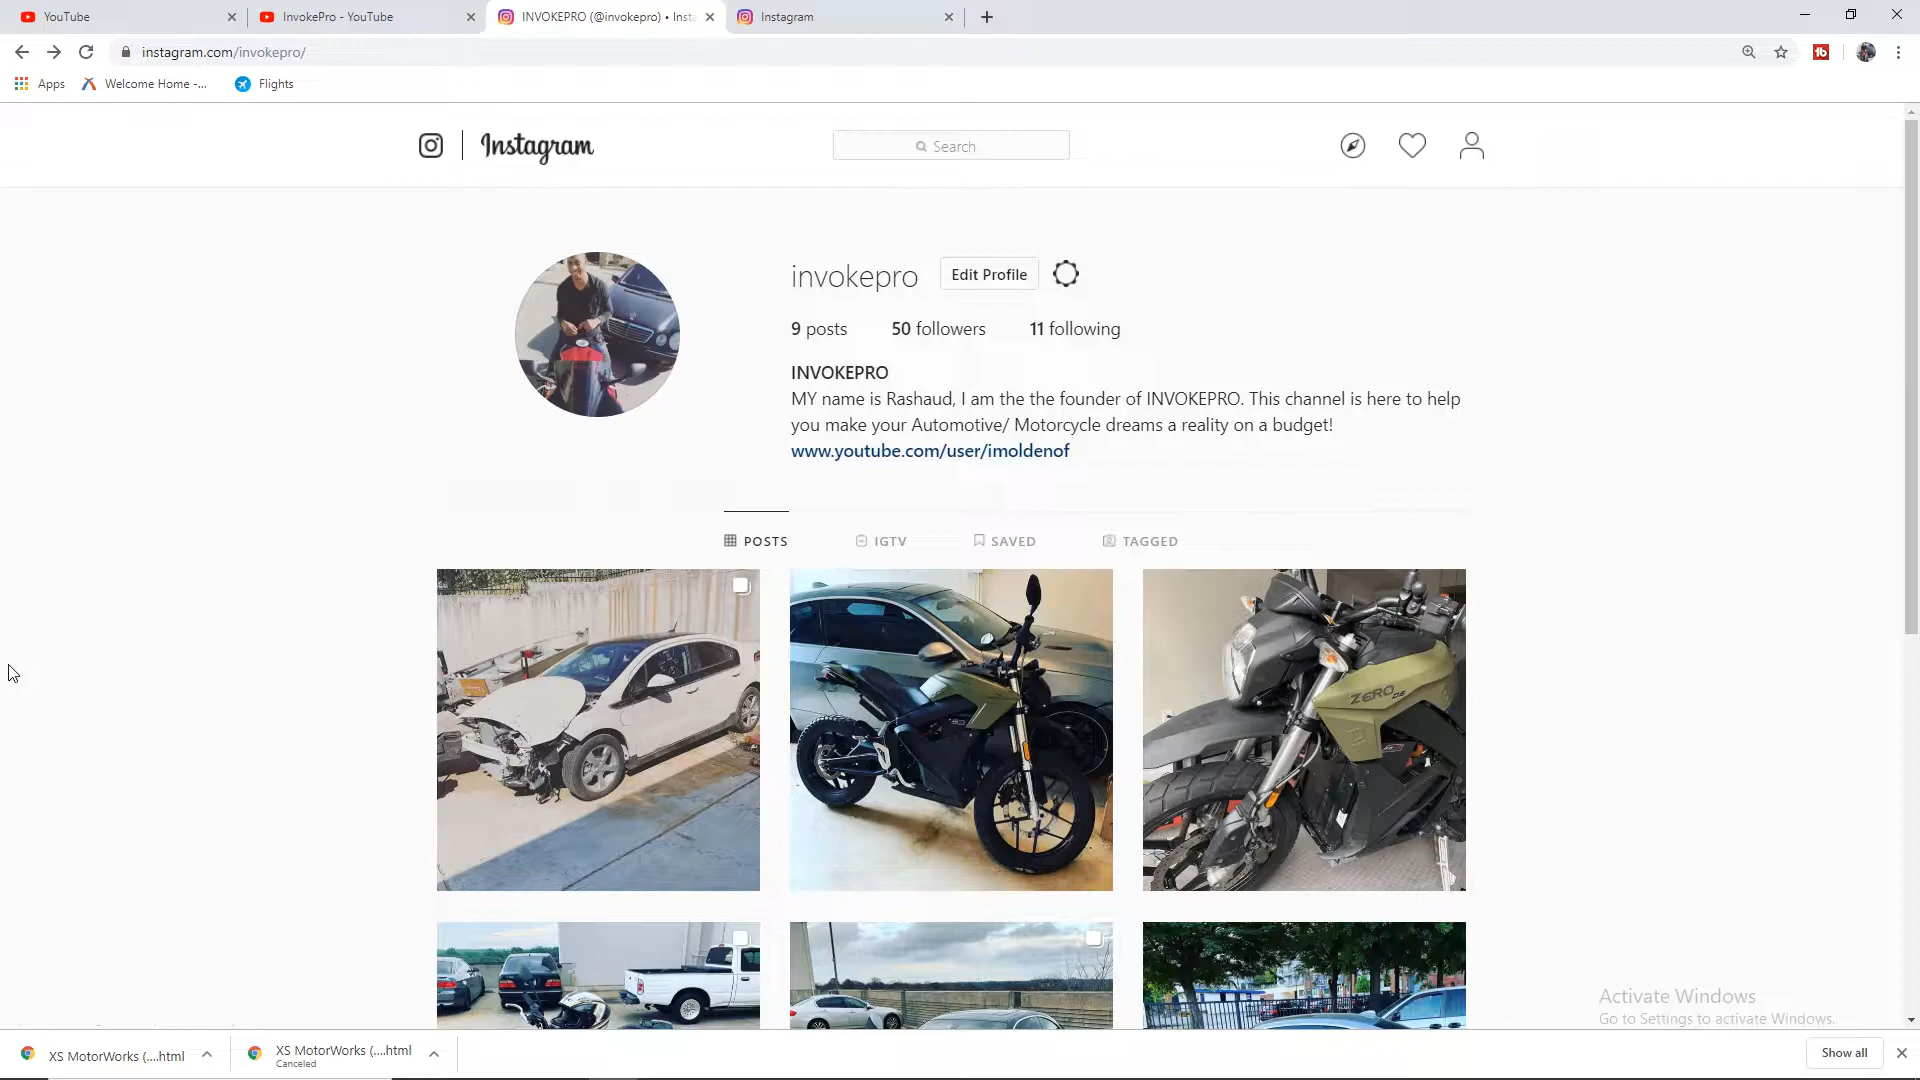 YouTube
InvokePro - YouTube
INVOKEPRO (@invokepro) • Insta
Instagram
instagram.com/invokepro/
Apps
Welcome Home -...
Flights
Instagram
Search
invokepro
Edit Profile
9 posts
50 followers
11 following
INVOKEPRO
MY name is Rashaud, I am the the founder of INVOKEPRO. This channel is here to help
you make your Automotive/ Motorcycle dreams a reality on a budget!
www.youtube.com/user/imoldenof
POSTS
IGTV
SAVED
TAGGED
ZERO DS
Activate Windows
Go to Settings to activate Windows.
XS MotorWorks (....html
XS MotorWorks (....html
Canceled
Show all